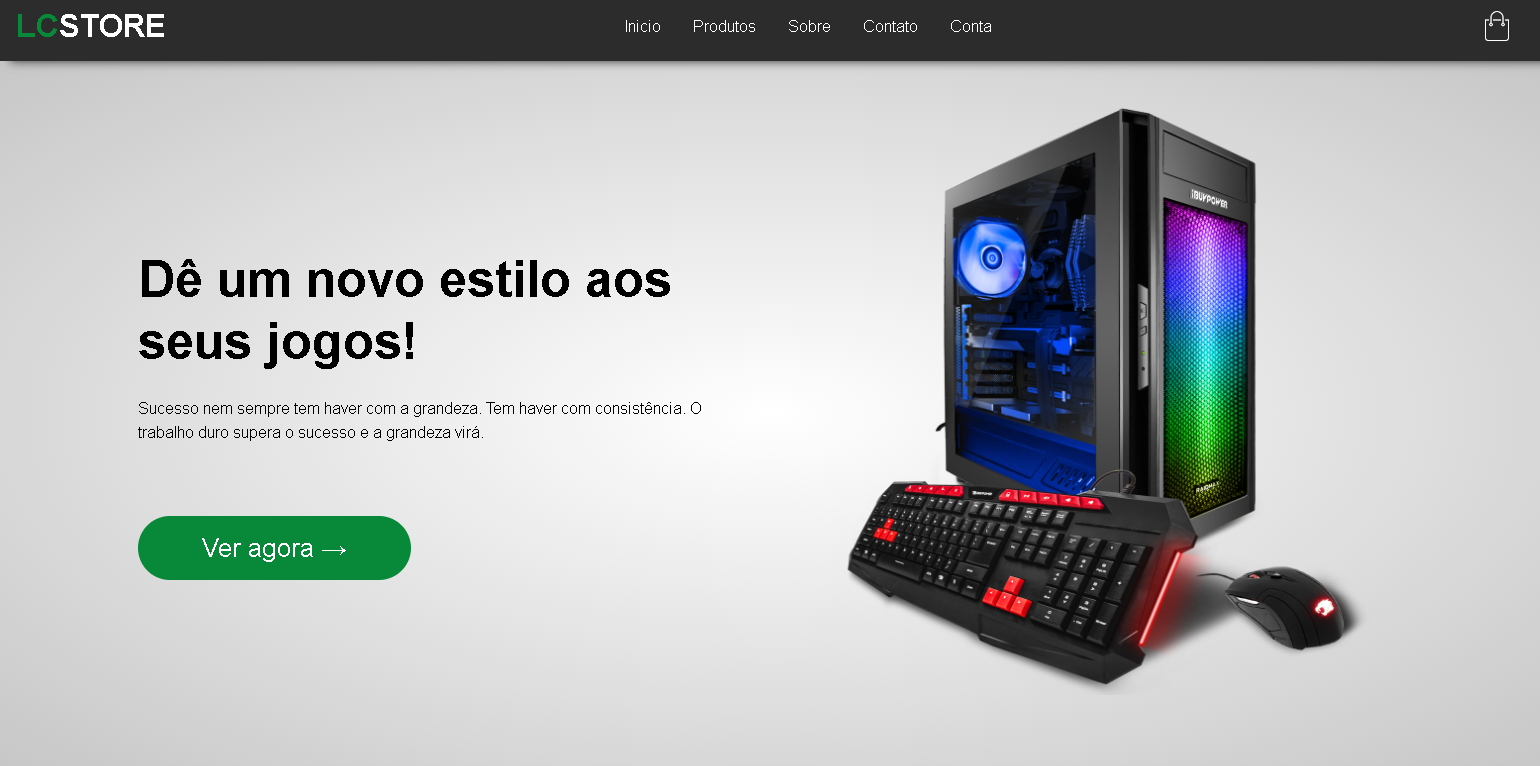 LCSTORE
Inicio Produtos Sobre Contato Conta
Dê um novo estilo aos
seus jogos!
Sucesso nem sempre tem haver com a grandeza. Tem haver com consistência. O
trabalho duro supera o sucesso e a grandeza virá.
Ver agora →
iBUYPOWER
RAIDMAX